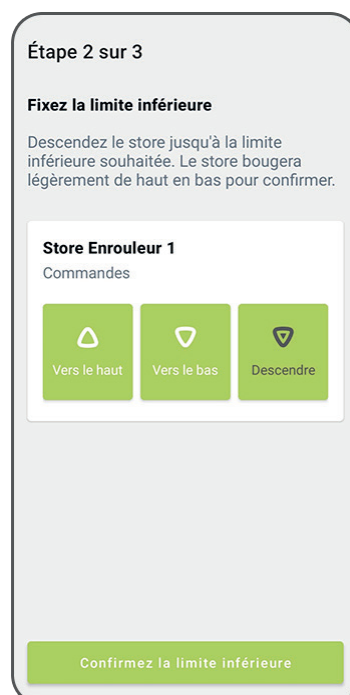 Étape 2 sur 3
Fixez la limite inférieure
Descendez le store jusqu'à la limite
inférieure souhaitée. Le store bougera
légèrement de haut en bas pour confirmer.
Store Enrouleur 1
Commandes
Vers le haut
Vers le bas
Descendre
Confirmez la limite inférieure